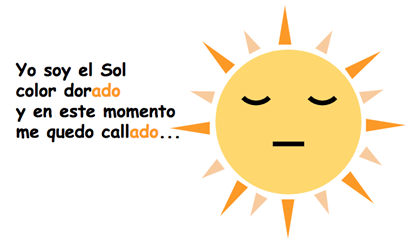 Yo soy el Sol
color dorado
y en este momento
me quedo callado...